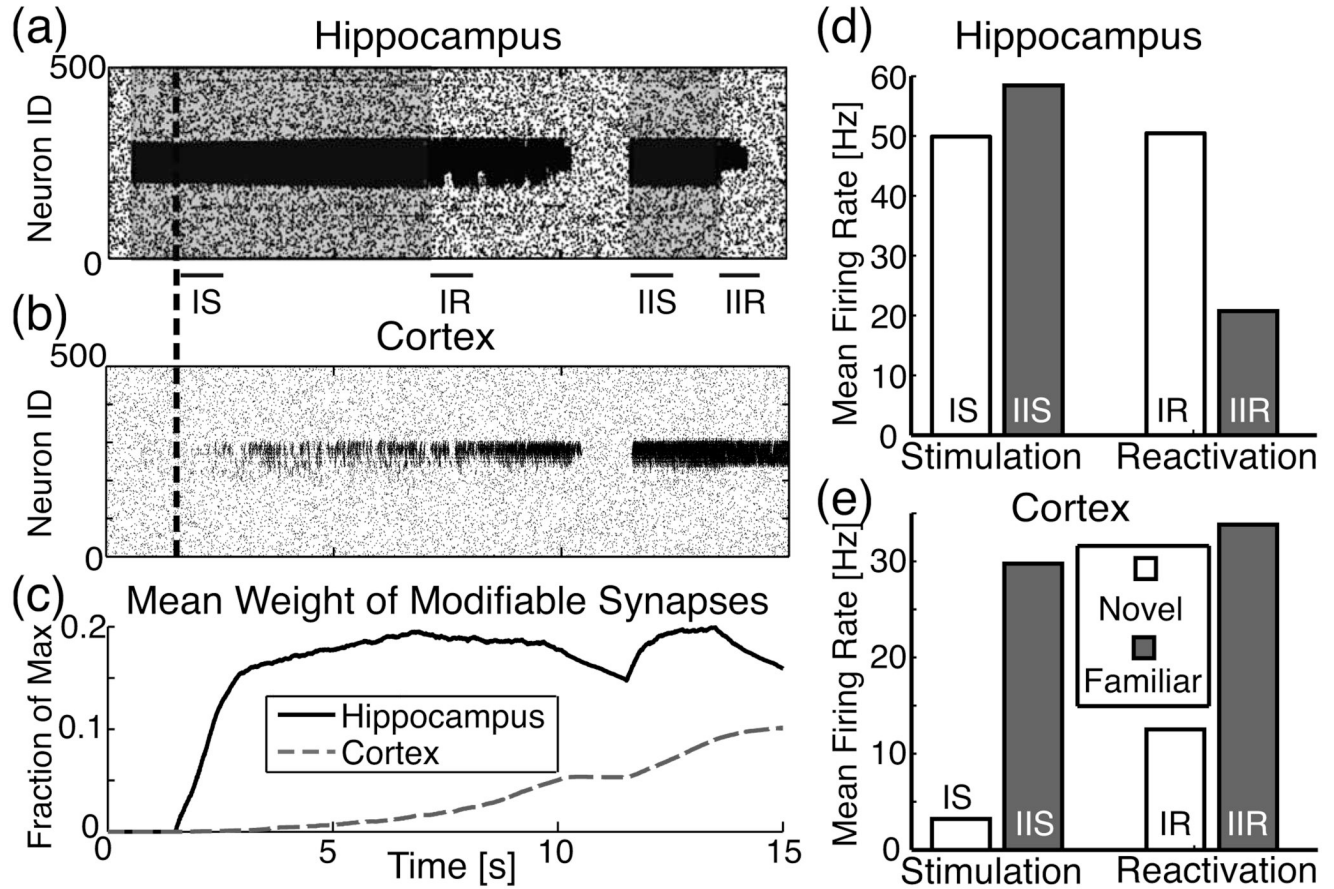 (a)
Hippocampus
500
Neuron ID
0
IS
IR
IIS
IIR
(b)
Cortex
500
Neuron ID
0
(c)
Mean Weight of Modifiable Synapses
0.2
0.1
0
Fraction of Max
Hippocampus
Cortex
0
5
10
15
Time [s]
(d)
Hippocampus
60
50
40
30
20
10
0
Mean Firing Rate [Hz]
IS
IIS
IR
IIR
Stimulation
Reactivation
(e)
Cortex
30
20
10
0
Mean Firing Rate [Hz]
Novel
Familiar
IS
IIS
IR
IIR
Stimulation
Reactivation